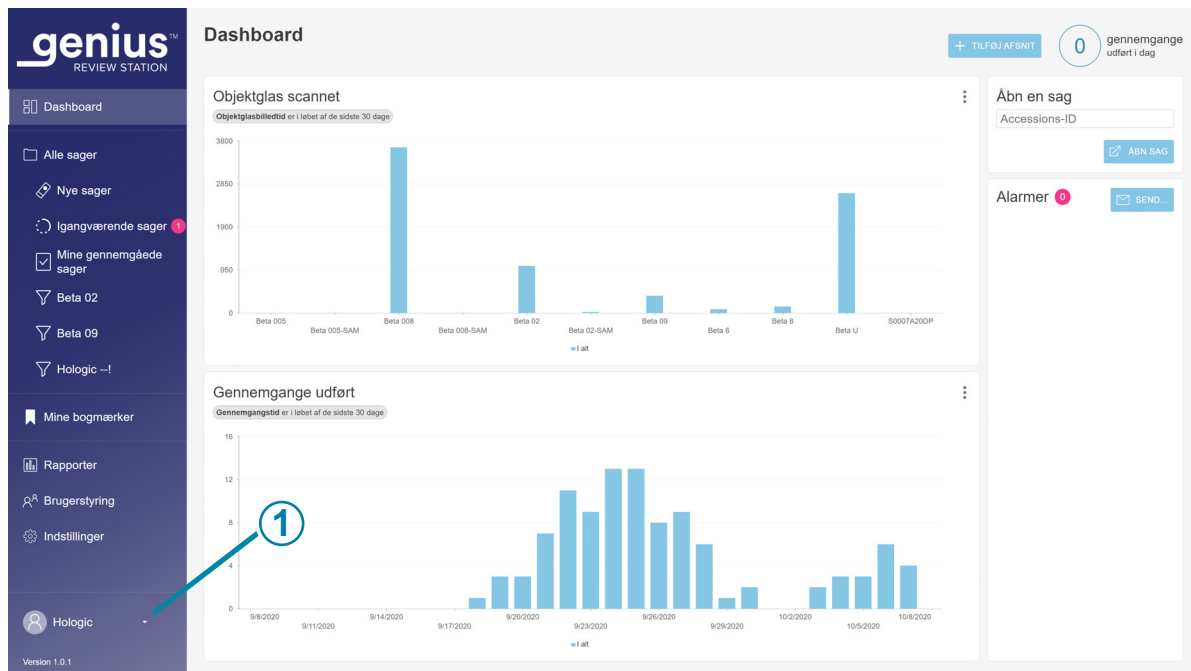 genius™
REVIEW STATION
Dashboard
Alle sager
Nye sager
Igangværende sager 1
Mine gennemgåede
sager
Beta 02
Beta 09
Hologic --!
Mine bogmærker
Rapporter
Brugerstyring
Indstillinger
Hologic
Version 1.0.1
Dashboard
+ TILFØJ AFSNIT
0
gennemgange
udført i dag
Objektglas scannet
Objektglasbilledtid er i løbet af de sidste 30 dage
3800
2850
1900
950
0
Beta 005
Beta 005-SAM
Beta 008
Beta 008-SAM
Beta 02
Beta 02-SAM
Beta 09
Beta 6
Beta 8
Beta U
S0007A20DP
I alt
Gennemgange udført
Gennemgangstid er i løbet af de sidste 30 dage
16
12
8
4
0
9/8/2020
9/11/2020
9/14/2020
9/17/2020
9/20/2020
9/23/2020
9/26/2020
9/29/2020
10/2/2020
10/5/2020
10/8/2020
I alt
1
Åbn en sag
Accessions-ID
ÅBN SAG
Alarmer 0
SEND...